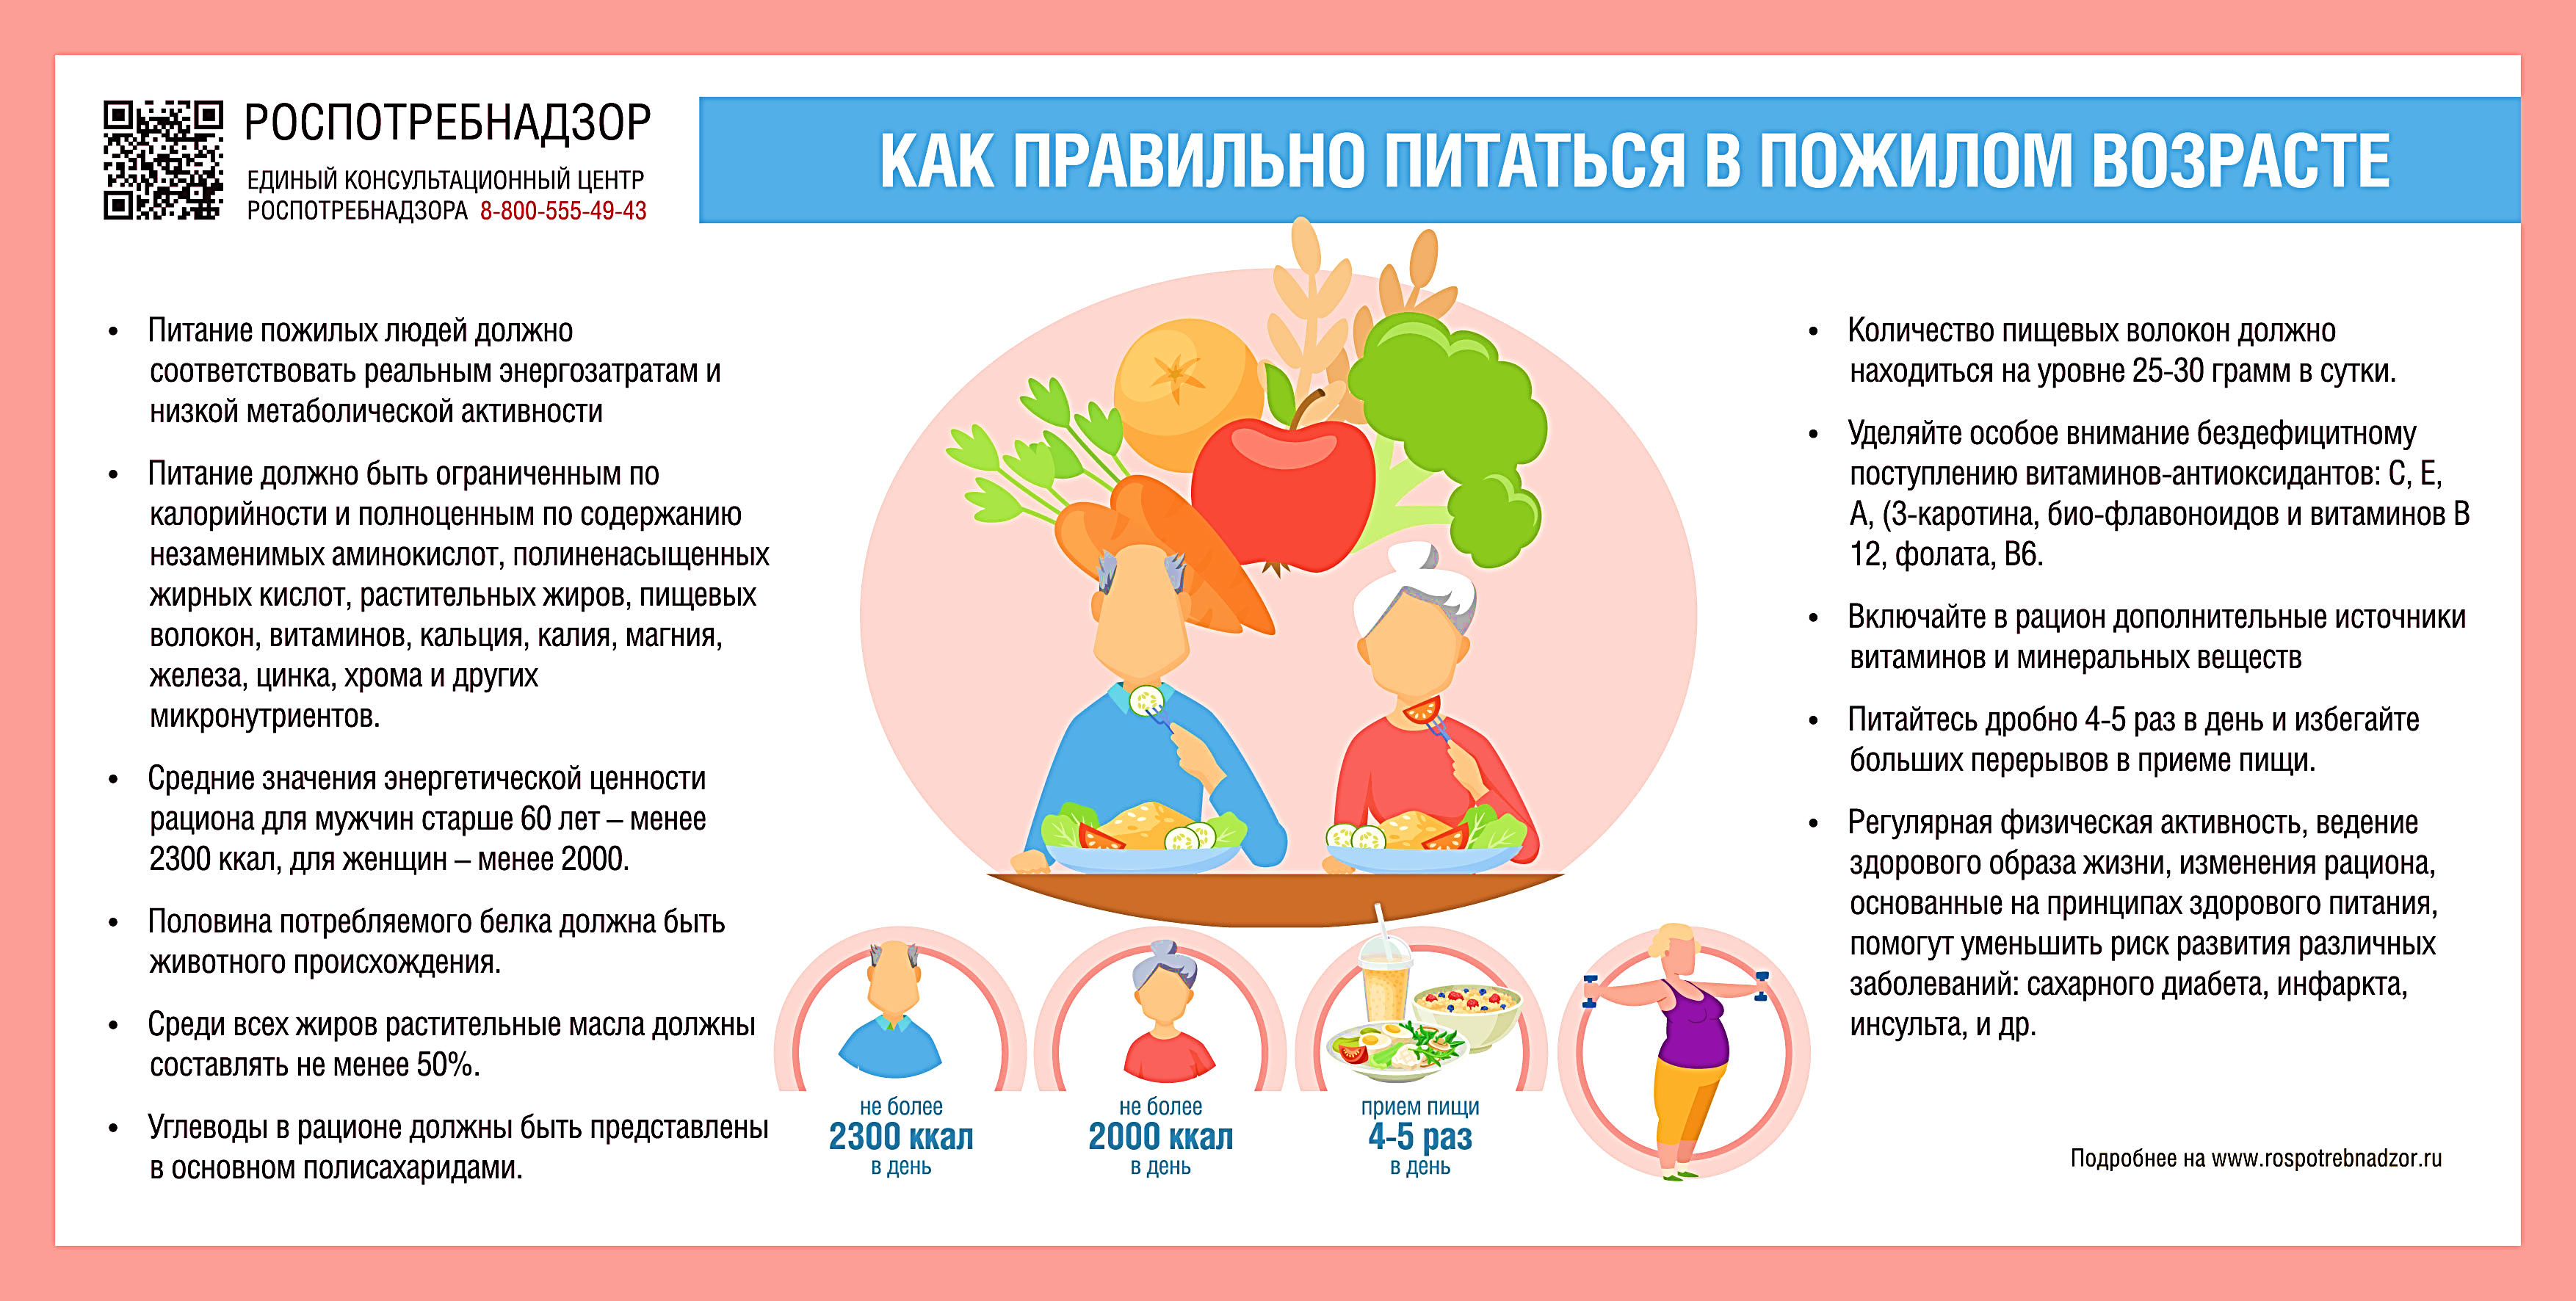 РОСПОТРЕБНАДЗОР
ЕДИНЫЙ КОНСУЛЬТАЦИОННЫЙ ЦЕНТР
РОСПОТРЕБНАДЗОРА 8-800-555-49-43
КАК ПРАВИЛЬНО ПИТАТЬСЯ В ПОЖИЛОМ ВОЗРАСТЕ
• Питание пожилых людей должно
соответствовать реальным энергозатратам и
низкой метаболической активности
• Питание должно быть ограниченным по
калорийности и полноценным по содержанию
незаменимых аминокислот, полиненасыщенных
жирных кислот, растительных жиров, пищевых
волокон, витаминов, кальция, калия, магния,
железа, цинка, хрома и других
микронутриентов.
• Средние значения энергетической ценности
рациона для мужчин старше 60 лет – менее
2300 ккал, для женщин – менее 2000.
• Половина потребляемого белка должна быть
животного происхождения.
• Среди всех жиров растительные масла должны
составлять не менее 50%.
• Углеводы в рационе должны быть представлены
в основном полисахаридами.
не более
2300 ккал
в день
не более
2000 ккал
в день
прием пищи
4-5 раз
в день
• Количество пищевых волокон должно
находиться на уровне 25-30 грамм в сутки.
• Уделяйте особое внимание бездефицитному
поступлению витаминов-антиоксидантов: С, Е,
А, (3-каротина, био-флавоноидов и витаминов В
12, фолата, В6.
• Включайте в рацион дополнительные источники
витаминов и минеральных веществ
• Питайтесь дробно 4-5 раз в день и избегайте
больших перерывов в приеме пищи.
• Регулярная физическая активность, ведение
здорового образа жизни, изменения рациона,
основанные на принципах здорового питания,
помогут уменьшить риск развития различных
заболеваний: сахарного диабета, инфаркта,
инсульта, и др.
Подробнее на www.rospotrebnadzor.ru